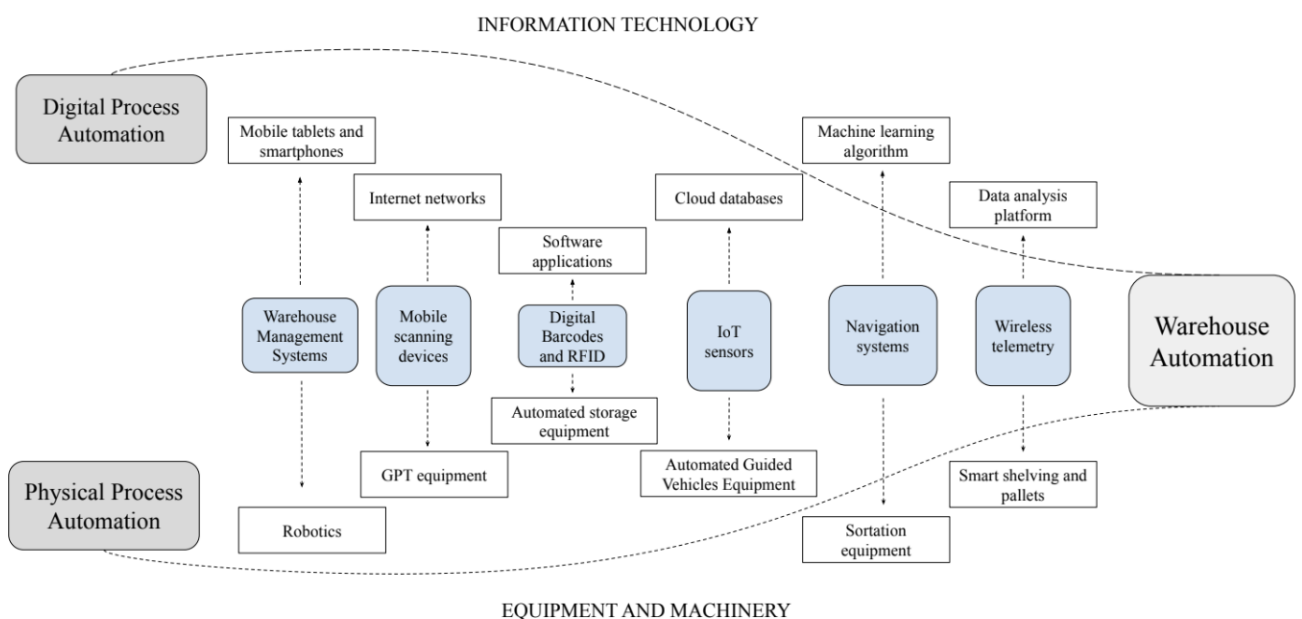 INFORMATION TECHNOLOGY
Digital Process
Automation
Mobile tablets and
smartphones
Machine learning
algorithm
Internet networks
Cloud databases
Data analysis
platform
Software
applications
Warehouse
Management
Systems
Mobile
scanning
devices
Digital
Barcodes
and RFID
IoT
sensors
Navigation
systems
Wireless
telemetry
Warehouse
Automation
Automated storage
equipment
GPT equipment
Automated Guided
Vehicles Equipment
Smart shelving and
pallets
Physical Process
Automation
Robotics
Sortation
equipment
EQUIPMENT AND MACHINERY